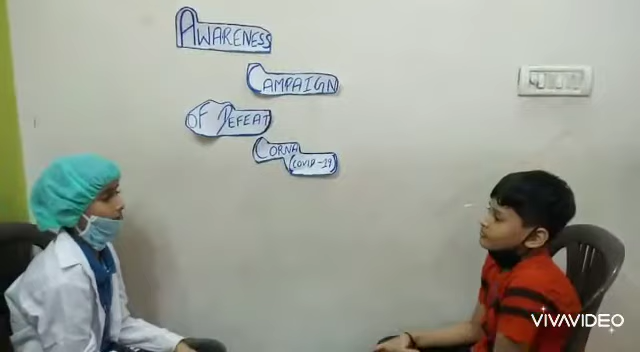 AWARENESS
CAMPAIGN
OF DEFEAT
CORNA
COVID-19
VIVAVIDEO